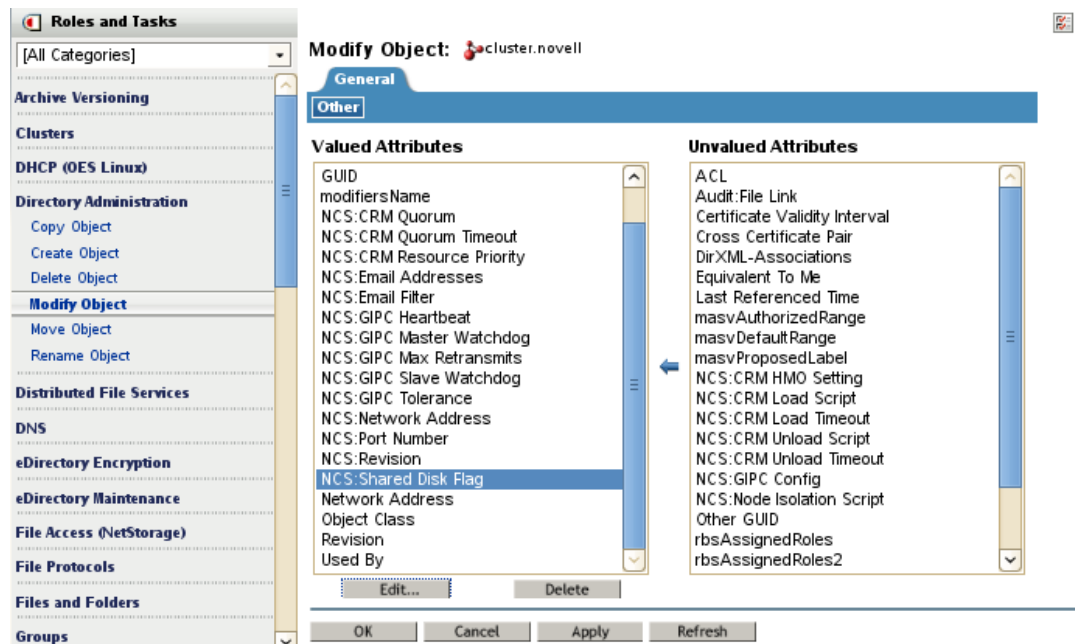 Roles and Tasks
[All Categories]
Archive Versioning
Clusters
DHCP (OES Linux)
Directory Administration
Copy Object
Create Object
Delete Object
Modify Object
Move Object
Rename Object
Distributed File Services
DNS
eDirectory Encryption
eDirectory Maintenance
File Access (NetStorage)
File Protocols
Files and Folders
Groups
Modify Object: cluster.novell
General
Other
Valued Attributes
GUID
modifiersName
NCS:CRM Quorum
NCS:CRM Quorum Timeout
NCS:CRM Resource Priority
NCS:Email Addresses
NCS:Email Filter
NCS:GIPC Heartbeat
NCS:GIPC Master Watchdog
NCS:GIPC Max Retransmits
NCS:GIPC Slave Watchdog
NCS:GIPC Tolerance
NCS:Network Address
NCS:Port Number
NCS:Revision
NCS:Shared Disk Flag
Network Address
Object Class
Revision
Used By
Edit...
Delete
Unvalued Attributes
ACL
Audit:File Link
Certificate Validity Interval
Cross Certificate Pair
DirXML-Associations
Equivalent To Me
Last Referenced Time
masvAuthorizedRange
masvDefaultRange
masvProposedLabel
NCS:CRM HMO Setting
NCS:CRM Load Script
NCS:CRM Load Timeout
NCS:CRM Unload Script
NCS:CRM Unload Timeout
NCS:GIPC Config
NCS:Node Isolation Script
Other GUID
rbsAssignedRoles
rbsAssignedRoles2
OK
Cancel
Apply
Refresh